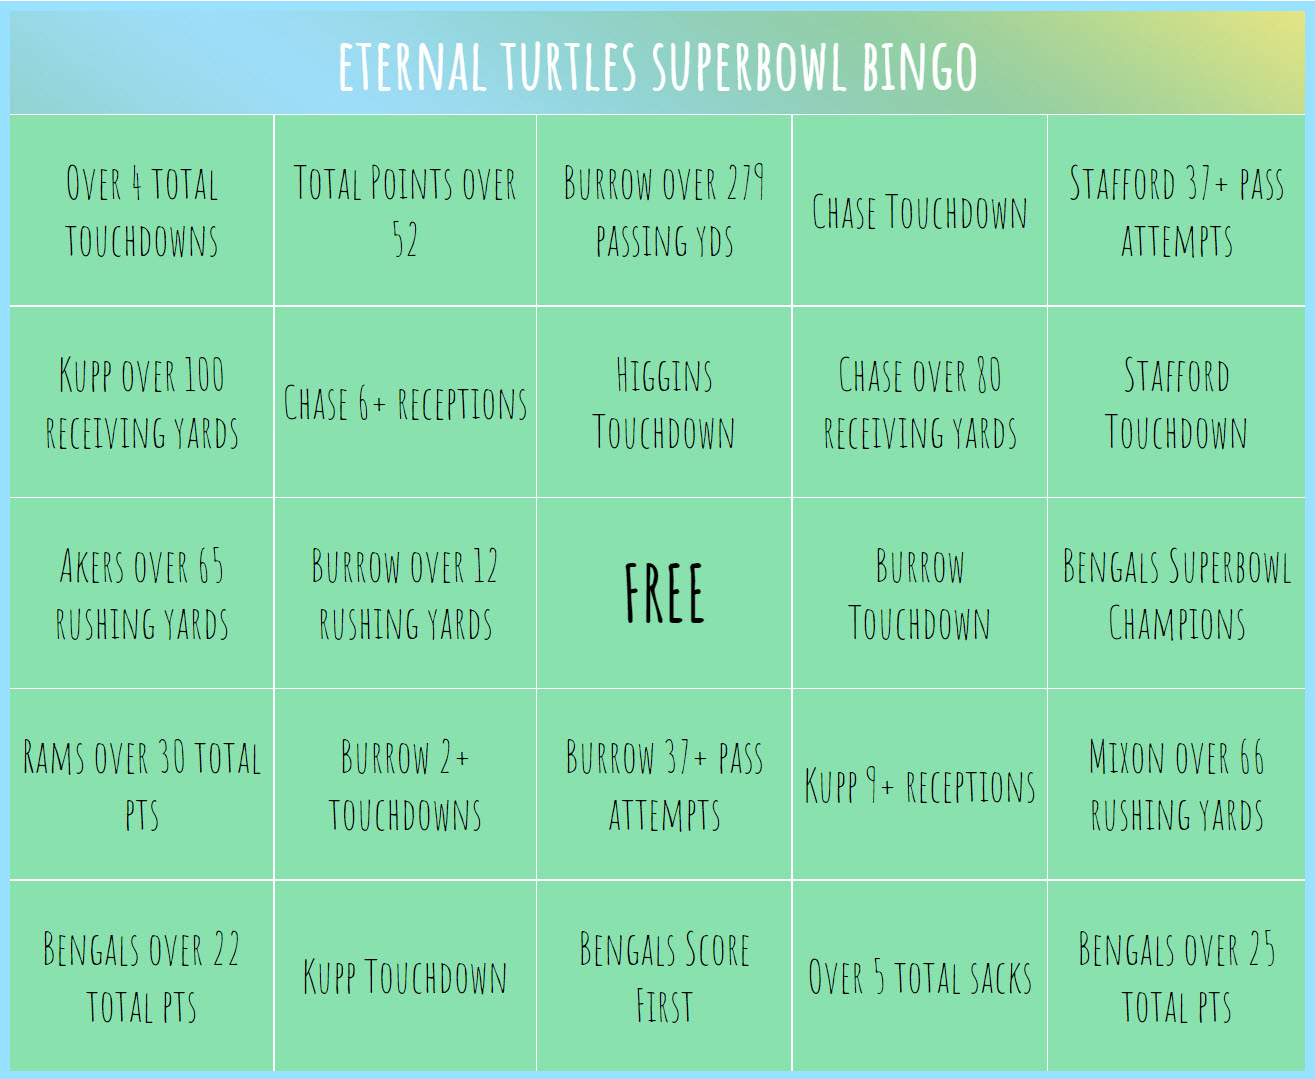 ETERNAL TURTLES SUPERBOWL BINGO
Over 4 total
touchdowns
Total Points over
52
Burrow over 279
passing yds
Chase Touchdown
Stafford 37+ pass
attempts
Kupp over 100
receiving yards
Chase 6+ receptions
Higgins
Touchdown
Chase over 80
receiving yards
Stafford
Touchdown
Akers over 65
rushing yards
Burrow over 12
rushing yards
FREE
Burrow
Touchdown
Bengals Superbowl
Champions
Rams over 30 total
pts
Burrow 2+
touchdowns
Burrow 37+ pass
attempts
Kupp 9+ receptions
Mixon over 66
rushing yards
Bengals over 22
total pts
Kupp Touchdown
Bengals Score
First
Over 5 total sacks
Bengals over 25
total pts